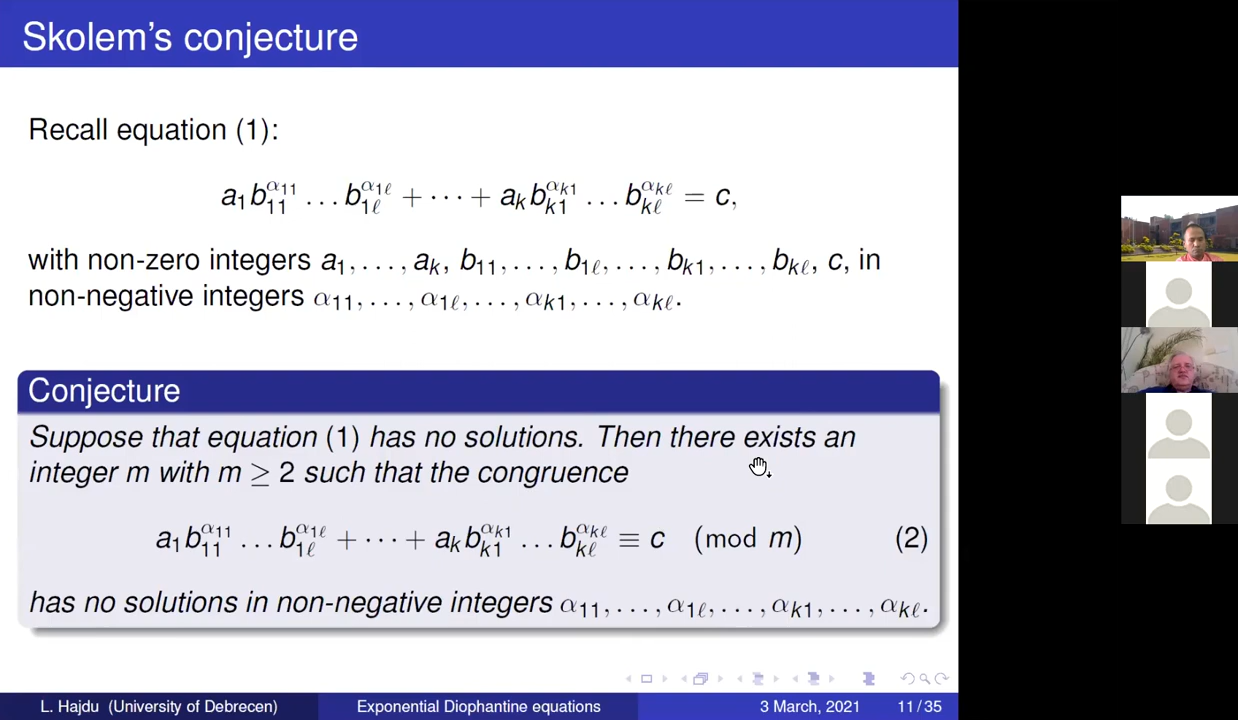 Skolem's conjecture
Recall equation (1):
a₁b₁₁^{α₁₁} … b₁ℓ^{α₁ℓ} + ⋯ + aₖbₖ₁^{αₖ₁} … bₖℓ^{αₖℓ} = c,
with non-zero integers a₁, …, aₖ, b₁₁, …, b₁ℓ, …, bₖ₁, …, bₖℓ, c, in
non-negative integers α₁₁, …, α₁ℓ, …, αₖ₁, …, αₖℓ.
Conjecture
Suppose that equation (1) has no solutions. Then there exists an
integer m with m ≥ 2 such that the congruence
a₁b₁₁^{α₁₁} … b₁ℓ^{α₁ℓ} + ⋯ + aₖbₖ₁^{αₖ₁} … bₖℓ^{αₖℓ} ≡ c (mod m) (2)
has no solutions in non-negative integers α₁₁, …, α₁ℓ, …, αₖ₁, …, αₖℓ.
L. Hajdu (University of Debrecen) Exponential Diophantine equations 3 March, 2021 11 / 35